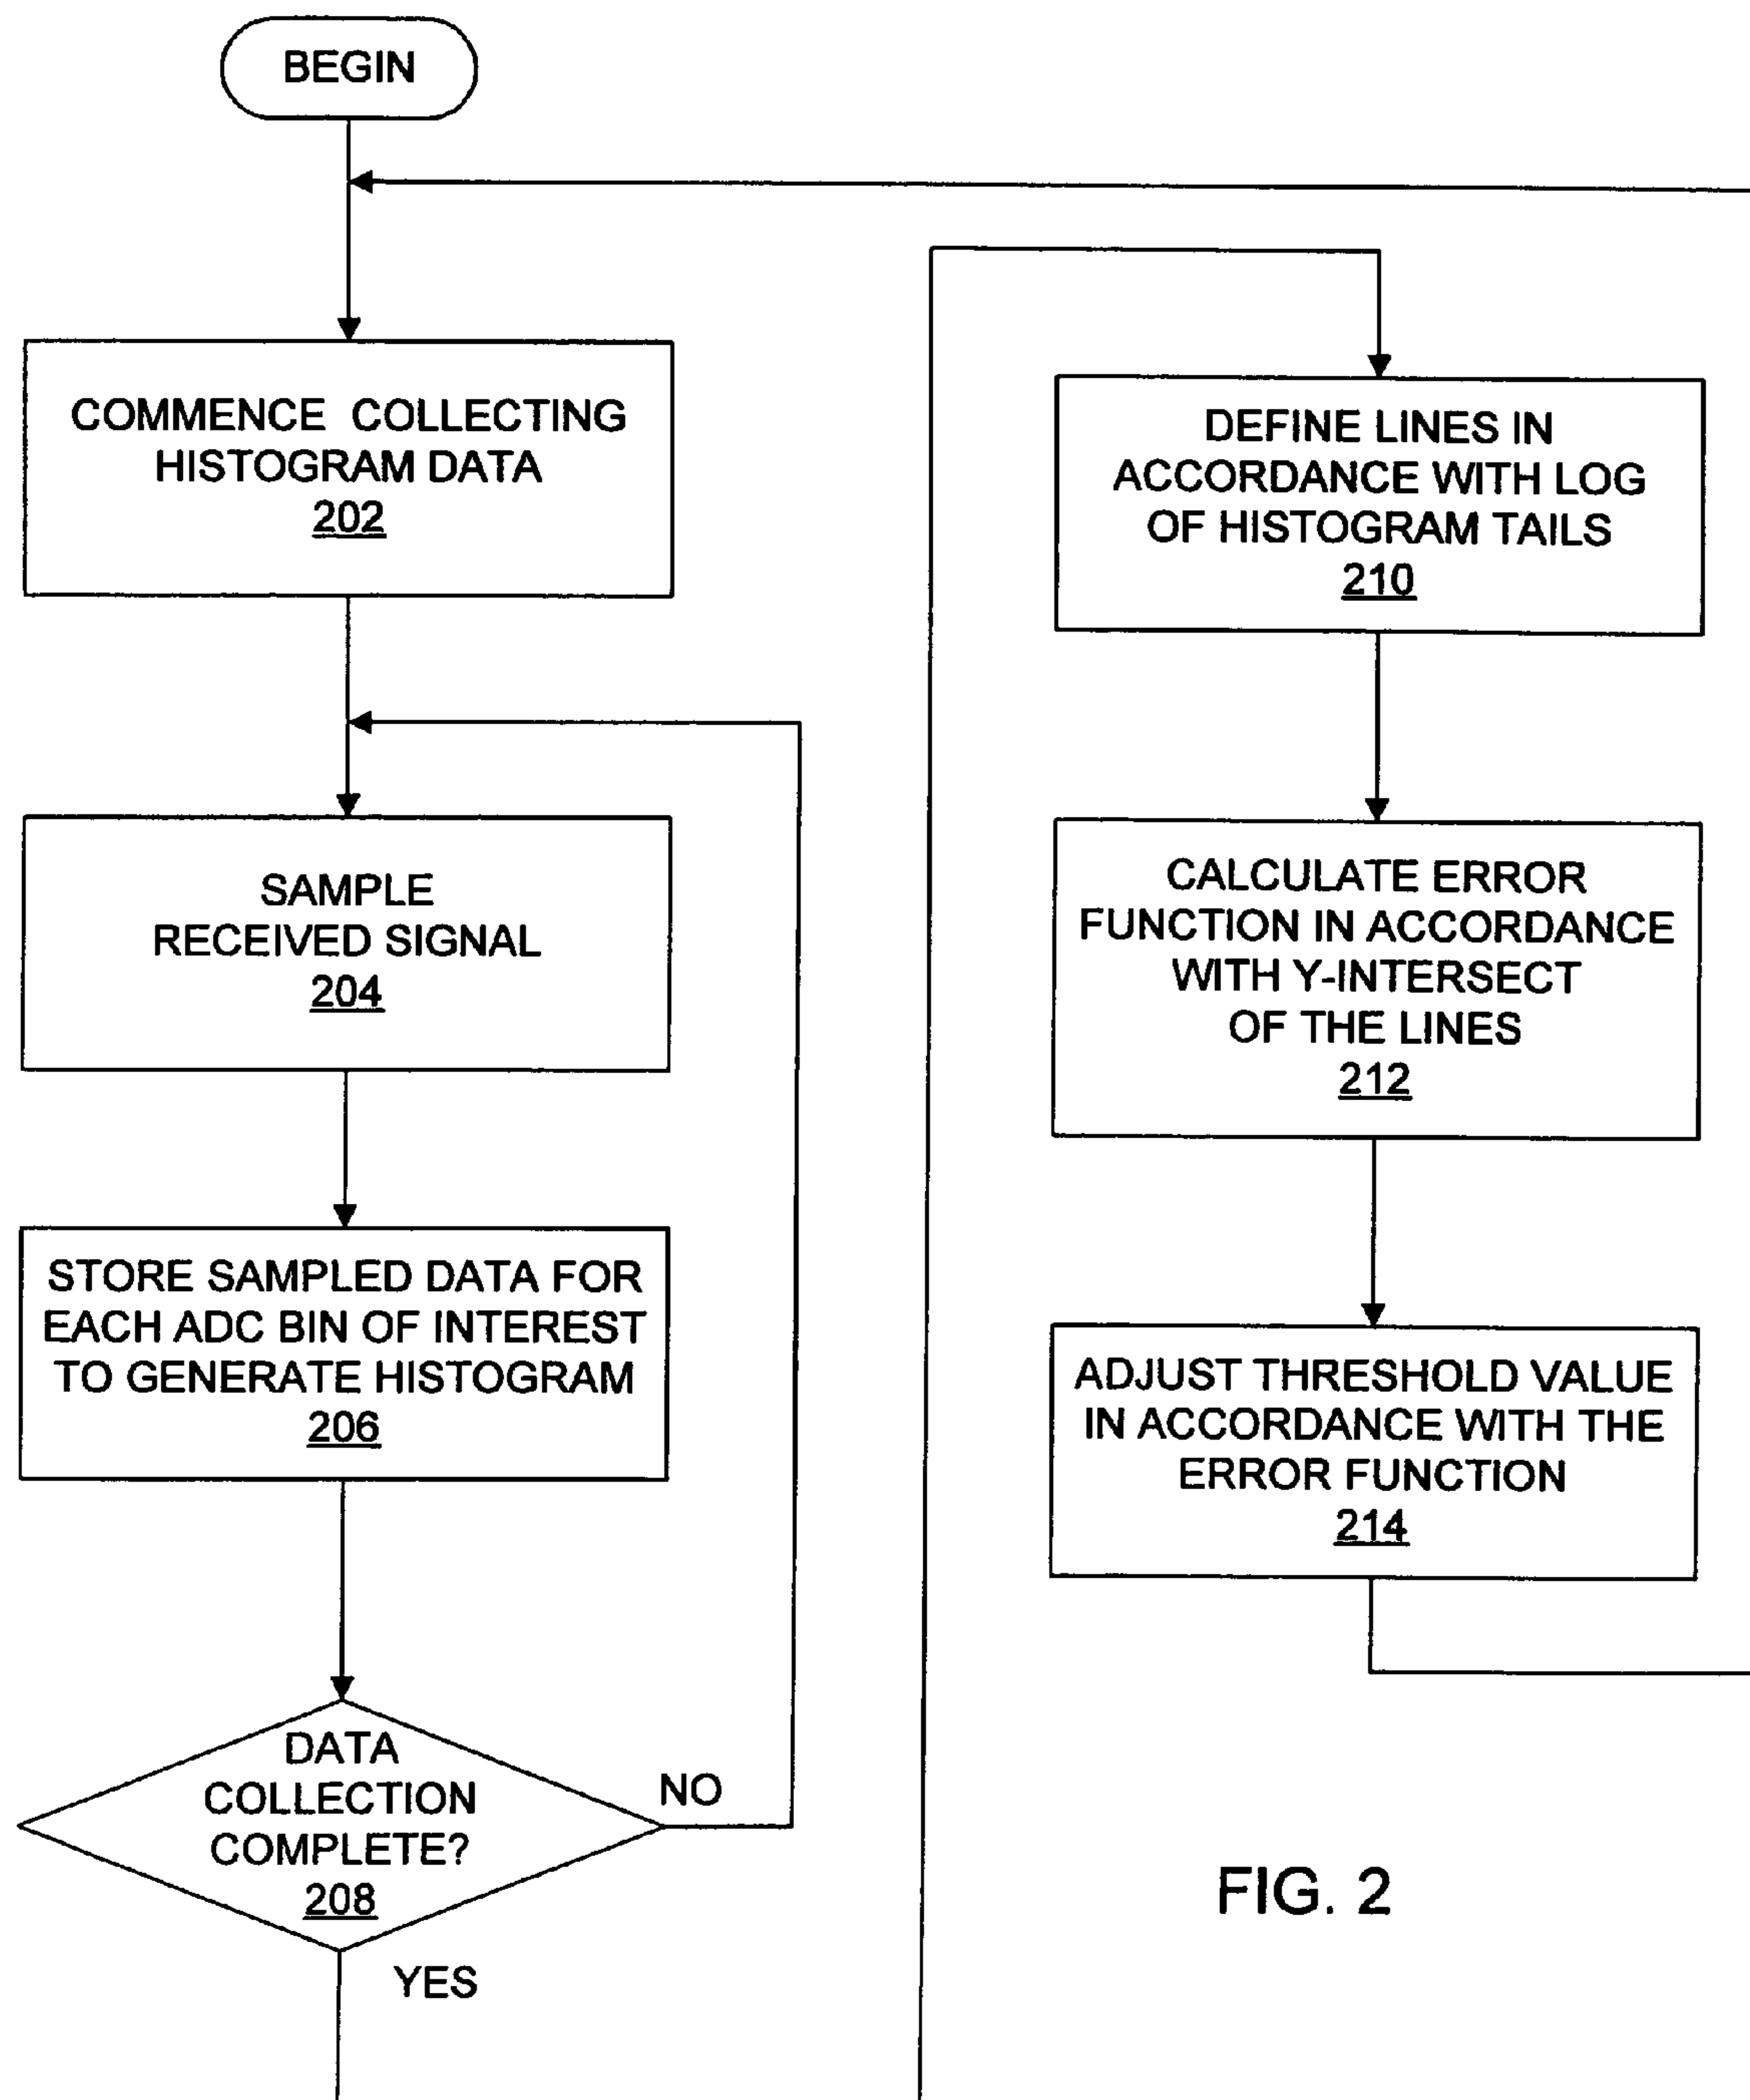 BEGIN
COMMENCE COLLECTING
HISTOGRAM DATA
202
SAMPLE
RECEIVED SIGNAL
204
STORE SAMPLED DATA FOR
EACH ADC BIN OF INTEREST
TO GENERATE HISTOGRAM
206
DATA
COLLECTION
COMPLETE?
208
NO
YES
DEFINE LINES IN
ACCORDANCE WITH LOG
OF HISTOGRAM TAILS
210
CALCULATE ERROR
FUNCTION IN ACCORDANCE
WITH Y-INTERSECT
OF THE LINES
212
ADJUST THRESHOLD VALUE
IN ACCORDANCE WITH THE
ERROR FUNCTION
214
FIG. 2